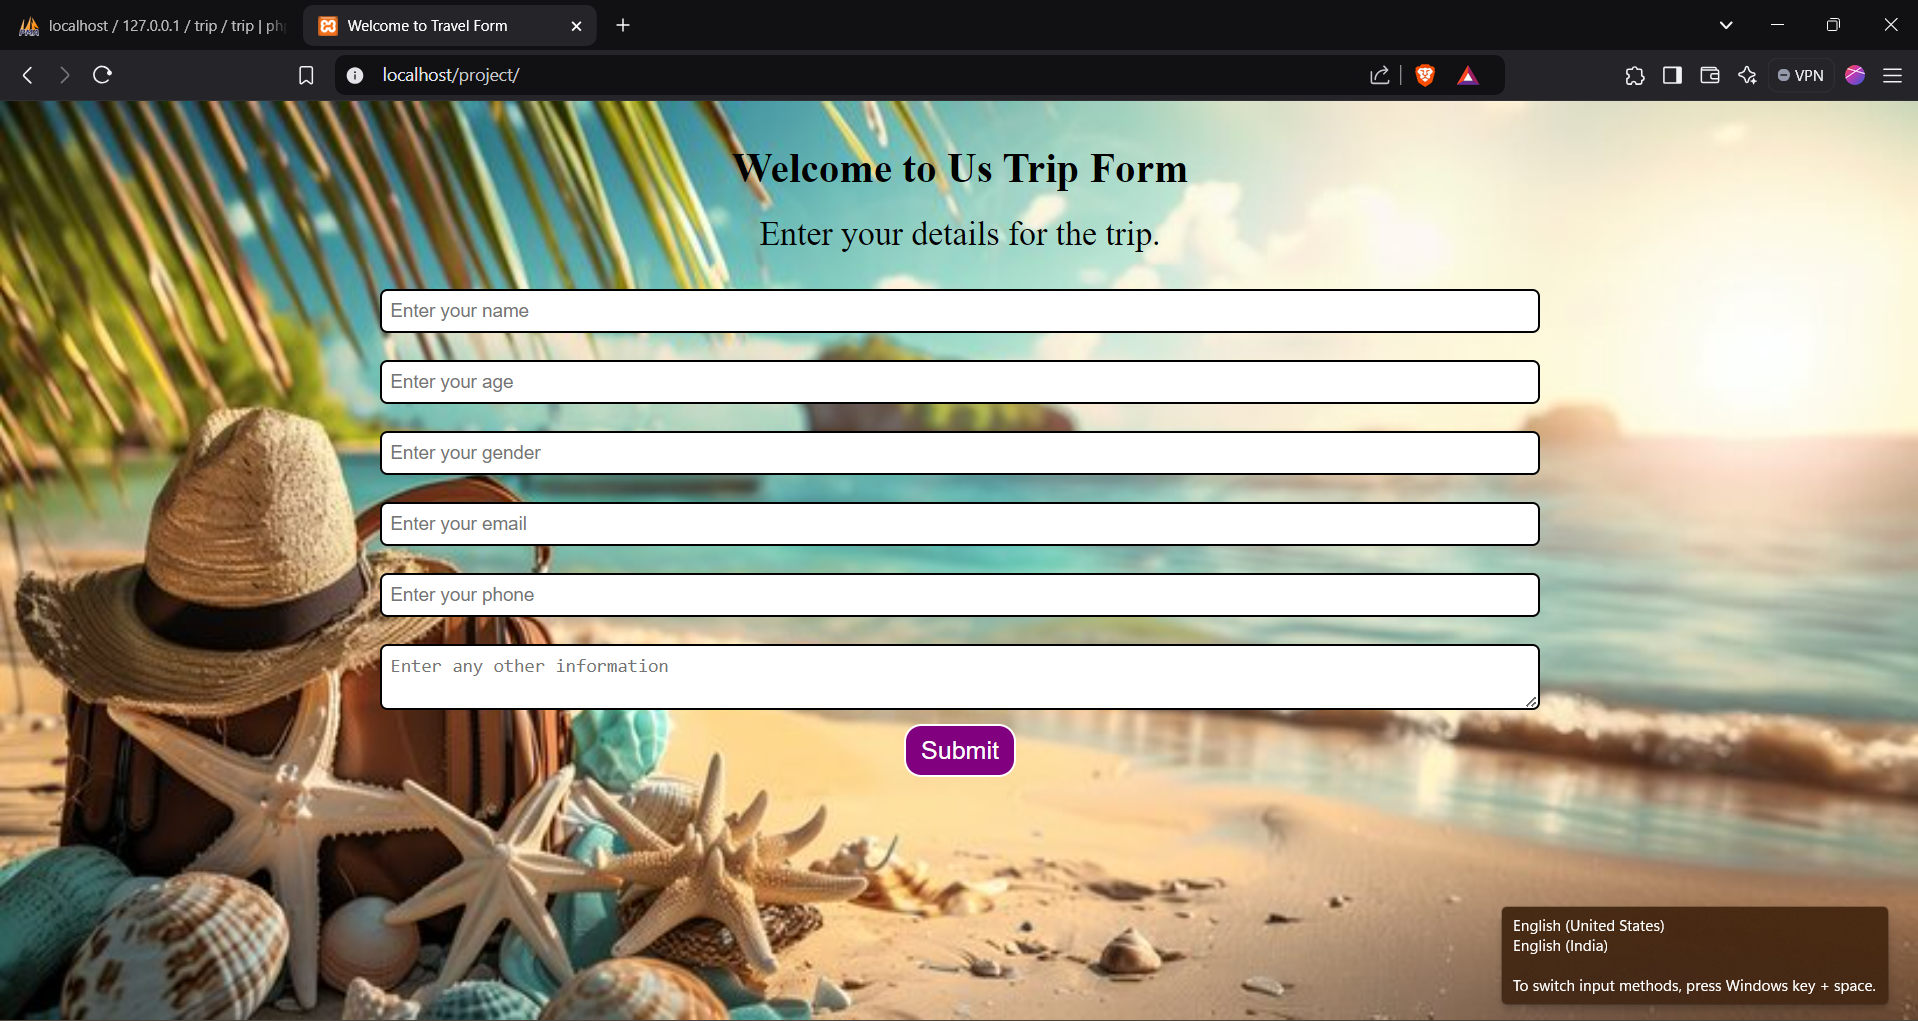 localhost / 127.0.0.1 / trip / trip | ph
Welcome to Travel Form
localhost/project/
VPN
Welcome to Us Trip Form
Enter your details for the trip.
Enter your name
Enter your age
Enter your gender
Enter your email
Enter your phone
Enter any other information
Submit
English (United States)
English (India)
To switch input methods, press Windows key + space.